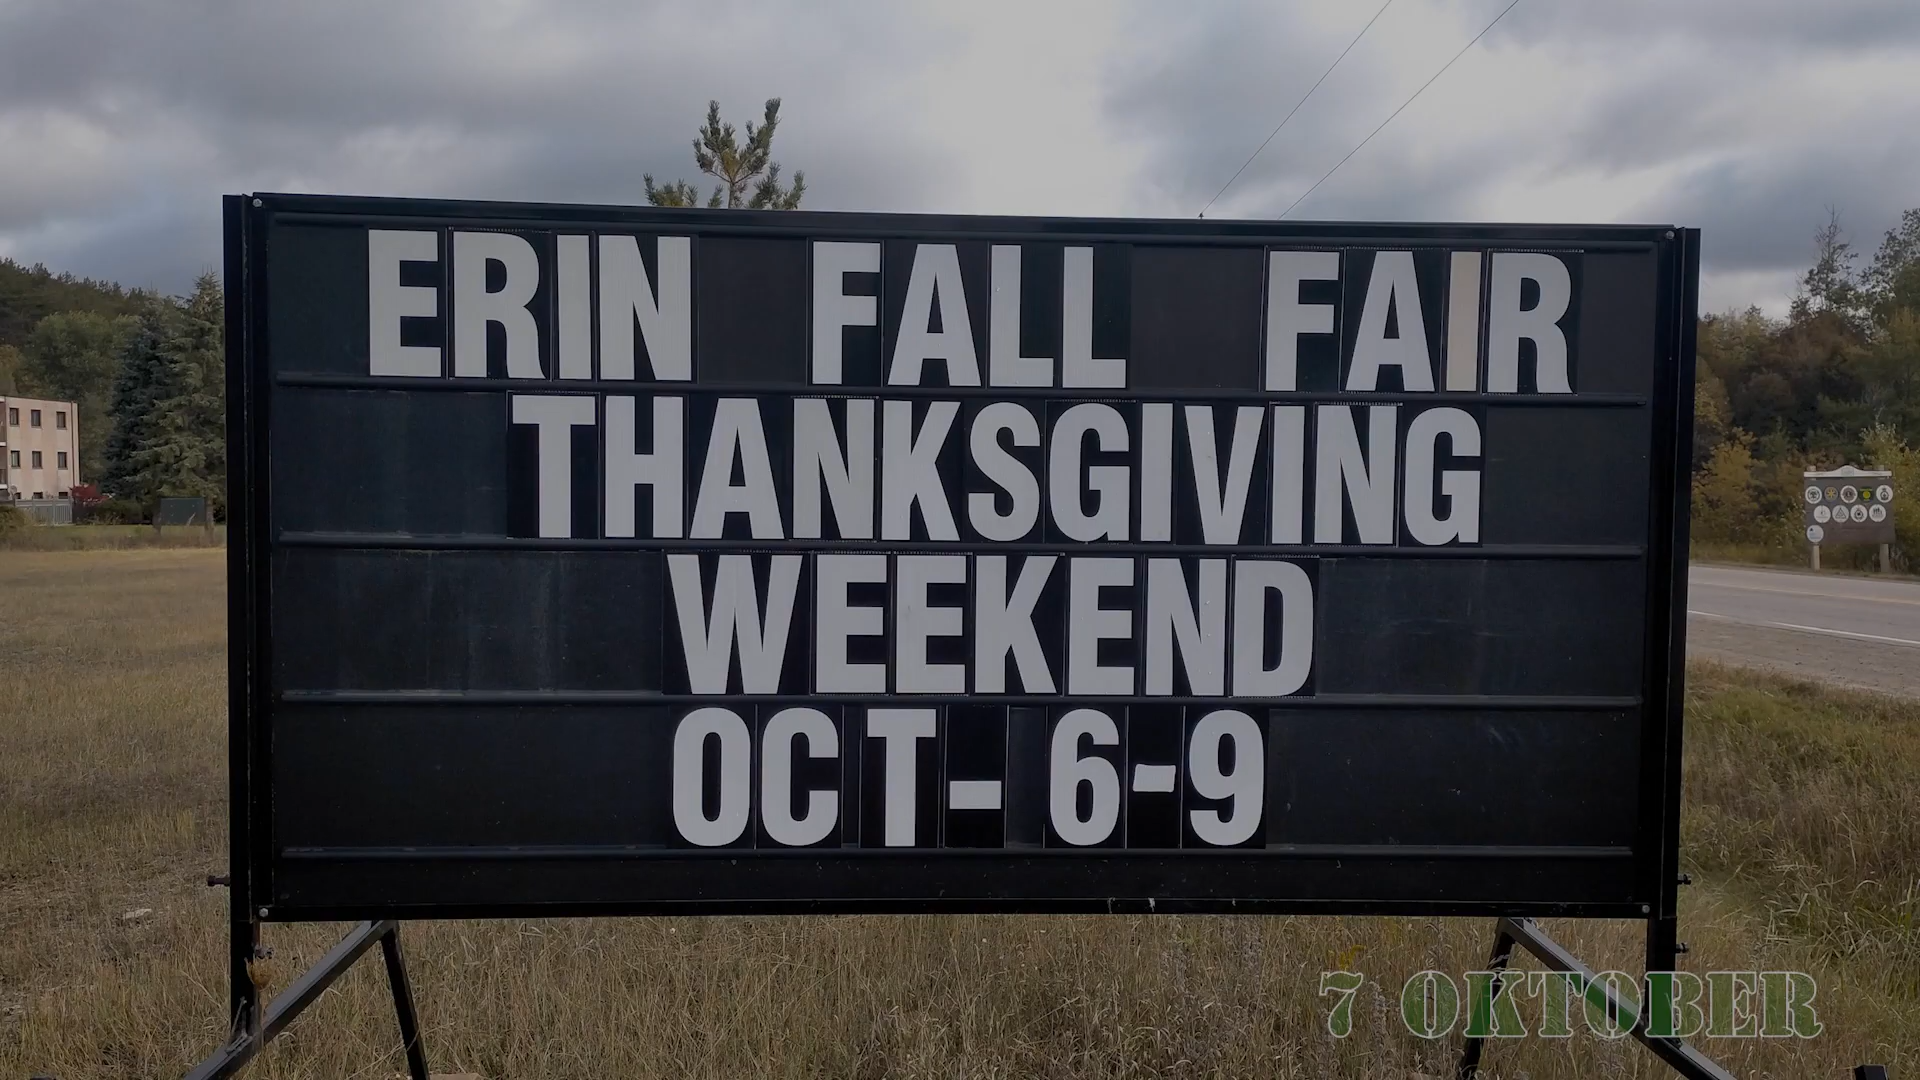 ERIN FALL FAIR
THANKSGIVING
WEEKEND
OCT- 6-9
7 OKTOBER